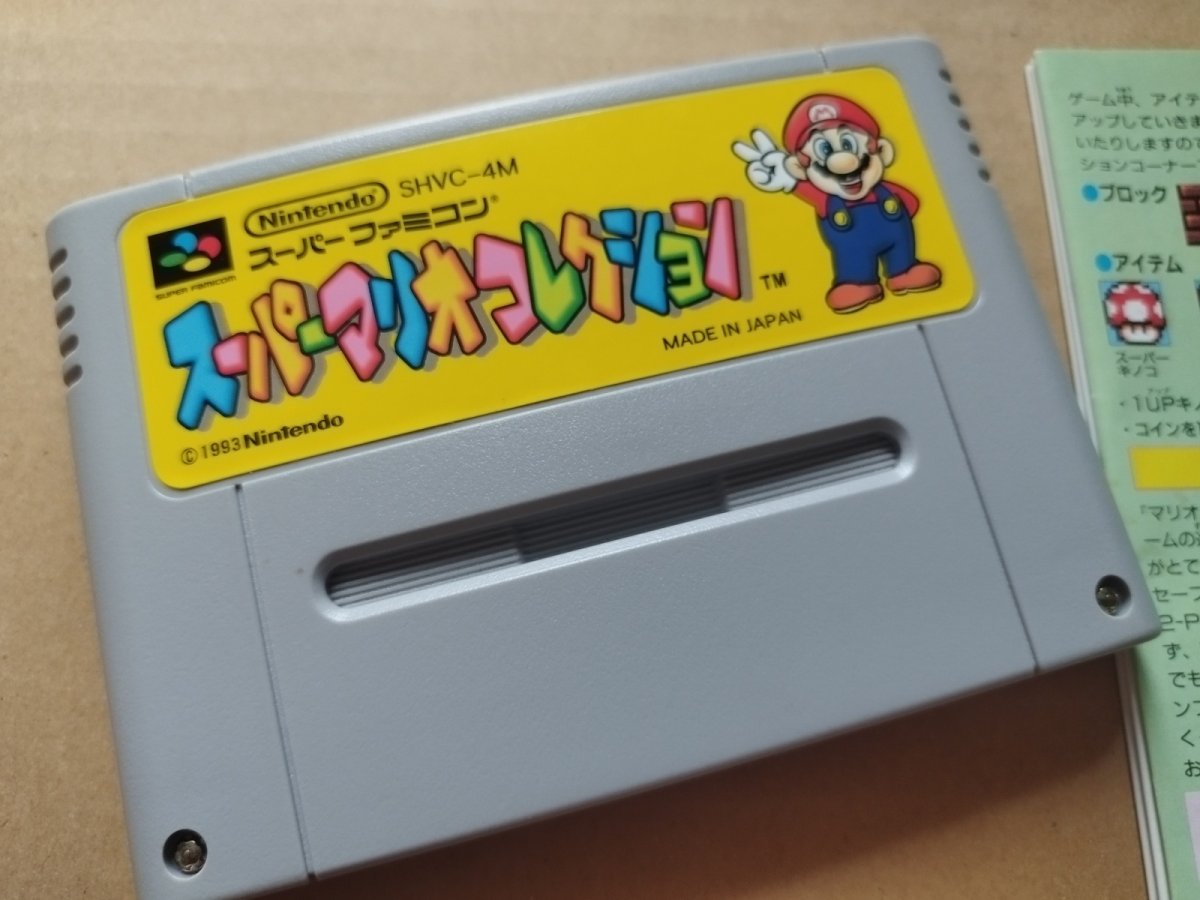 Nintendo SHVC-4M
スーパーファミコン®
SUPER FAMICOM
スーパーマリオコレクション ™
MADE IN JAPAN
©1993 Nintendo
M
ゲーム中、アイテ
アップしていきま
いたりしますので
ションコーナー
●ブロック
●アイテム
スーパー
キノコ
・1UPキノ
・コインを
「マリオ
ームの
がとて
セーブ
2-P
ず、
でも
ンフ
く
お